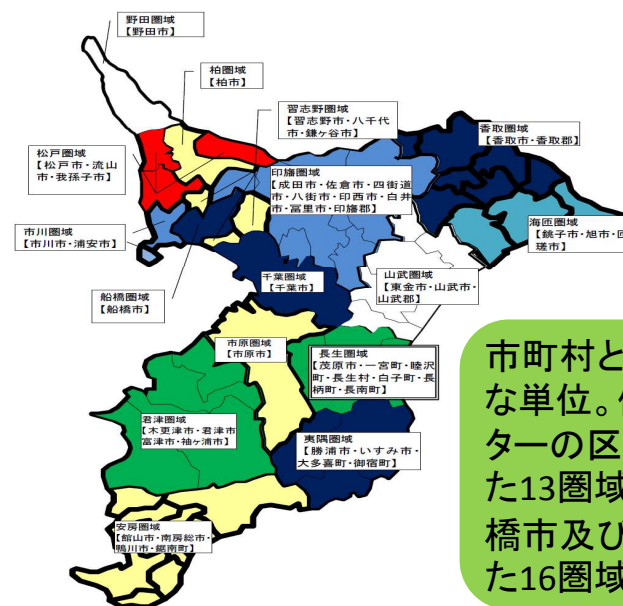 野田圏域
【野田市】
柏圏域
【柏市】
習志野圏域
【習志野市・八千代
市・鎌ヶ谷市】
香取圏域
【香取市・香取郡】
松戸圏域
【松戸市・流山
市・我孫子市】
印旛圏域
【成田市・佐倉市・四街道
市・八街市・印西市・白井
市・富里市・印旛郡】
海匝圏域
【銚子市・旭市・匝
瑳市】
市川圏域
【市川市・浦安市】
千葉圏域
【千葉市】
山武圏域
【東金市・山武市・
山武郡】
船橋圏域
【船橋市】
市原圏域
【市原市】
長生圏域
【茂原市・一宮町・睦沢
町・長生村・白子町・長
柄町・長南町】
君津圏域
【木更津市・君津市
富津市・袖ヶ浦市】
夷隅圏域
【勝浦市・いすみ市・
大多喜町・御宿町】
安房圏域
【館山市・南房総市・
鴨川市・鋸南町】
市町村と
な単位。
ターの区
た13圏域
橋市及び
た16圏域